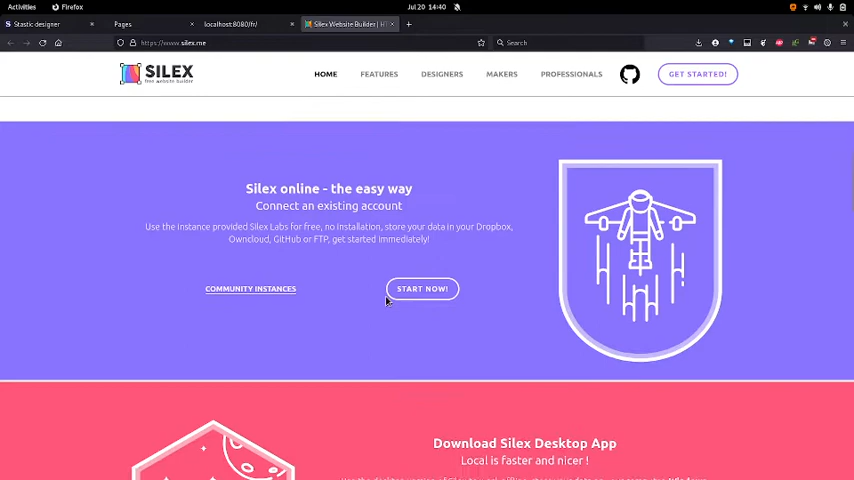 Activities
Firefox
Jul 20 14:40
Stastic designer
Pages
localhost:8080/fr/
Silex Website Builder | HT
https://www.silex.me
Search
SILEX
free website builder
HOME
FEATURES
DESIGNERS
MAKERS
PROFESSIONALS
GET STARTED!
Silex online - the easy way
Connect an existing account
Use the instance provided Silex Labs for free, no installation, store your data in your Dropbox,
Owncloud, GitHub or FTP, get started immediately!
COMMUNITY INSTANCES
START NOW!
Download Silex Desktop App
Local is faster and nicer !